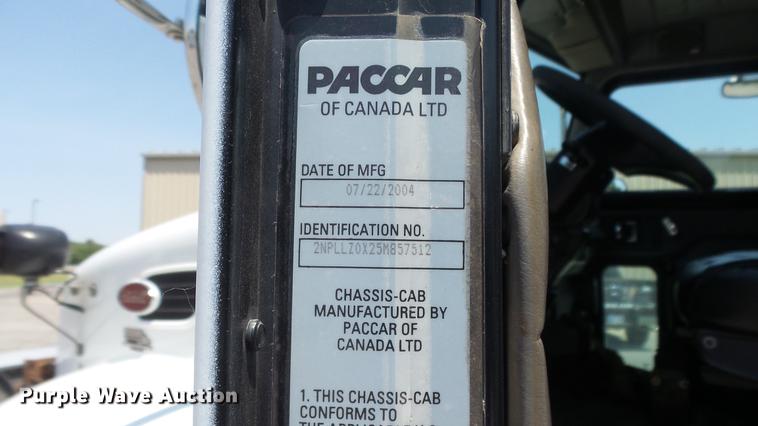 PACCAR
OF CANADA LTD
DATE OF MFG
07/22/2004
IDENTIFICATION NO.
2NPLLZ0X25M857512
CHASSIS-CAB
MANUFACTURED BY
PACCAR OF
CANADA LTD
1. THIS CHASSIS-CAB
CONFORMS TO
Purple Wave Auction